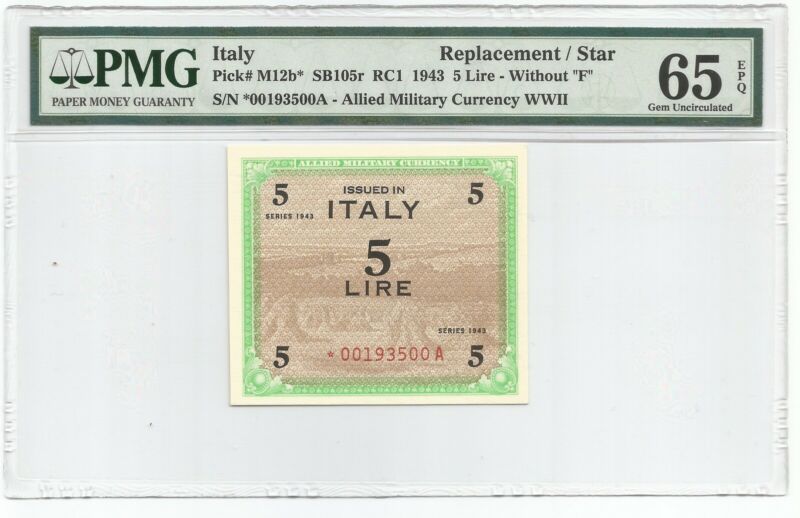 PMG
PAPER MONEY GUARANTY
Italy Replacement / Star
Pick# M12b* SB105r RC1 1943 5 Lire - Without "F"
S/N *00193500A - Allied Military Currency WWII
65 EPQ
Gem Uncirculated
ALLIED MILITARY CURRENCY
5 ISSUED IN 5
SERIES 1943 ITALY
5
LIRE
SERIES 1943
5 *00193500 A 5